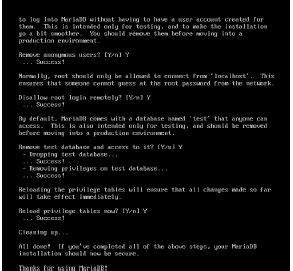 to log into MariaDB without having to have a user account created for
them.  This is intended only for testing, and to make the installation
go a bit smoother.  You should remove them before moving into a
production environment.
Remove anonymous users? [Y/n] Y
 ... Success!
Normally, root should only be allowed to connect from 'localhost'.  This
ensures that someone cannot guess at the root password from the network.
Disallow root login remotely? [Y/n] Y
 ... Success!
By default, MariaDB comes with a database named 'test' that anyone can
access.  This is also intended only for testing, and should be removed
before moving into a production environment.
Remove test database and access to it? [Y/n] Y
 - Dropping test database...
 ... Success!
 - Removing privileges on test database...
 ... Success!
Reloading the privilege tables will ensure that all changes made so far
will take effect immediately.
Reload privilege tables now? [Y/n] Y
 ... Success!
Cleaning up...
All done!  If you've completed all of the above steps, your MariaDB
installation should now be secure.
Thanks for using MariaDB!